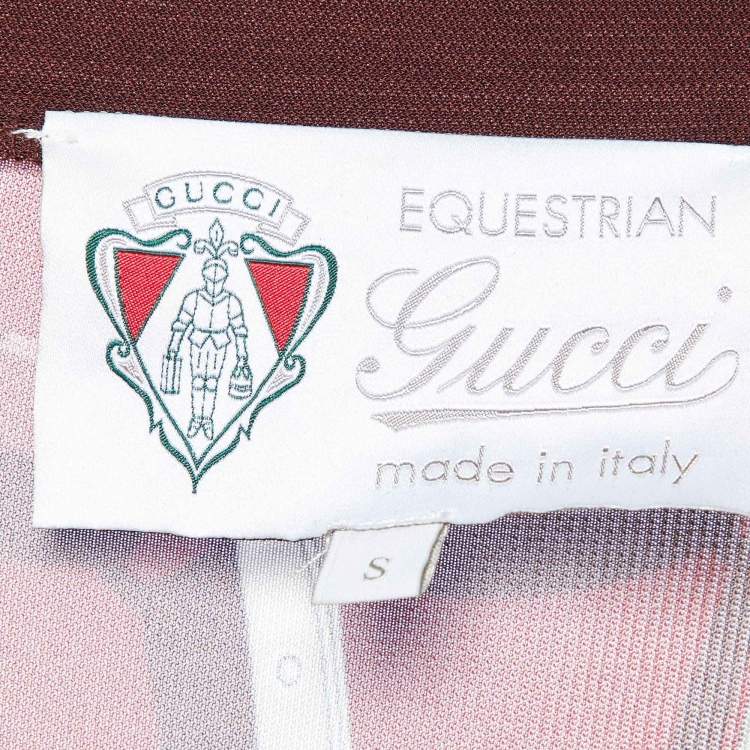 GUCCI
EQUESTRIAN
Gucci
made in italy
S